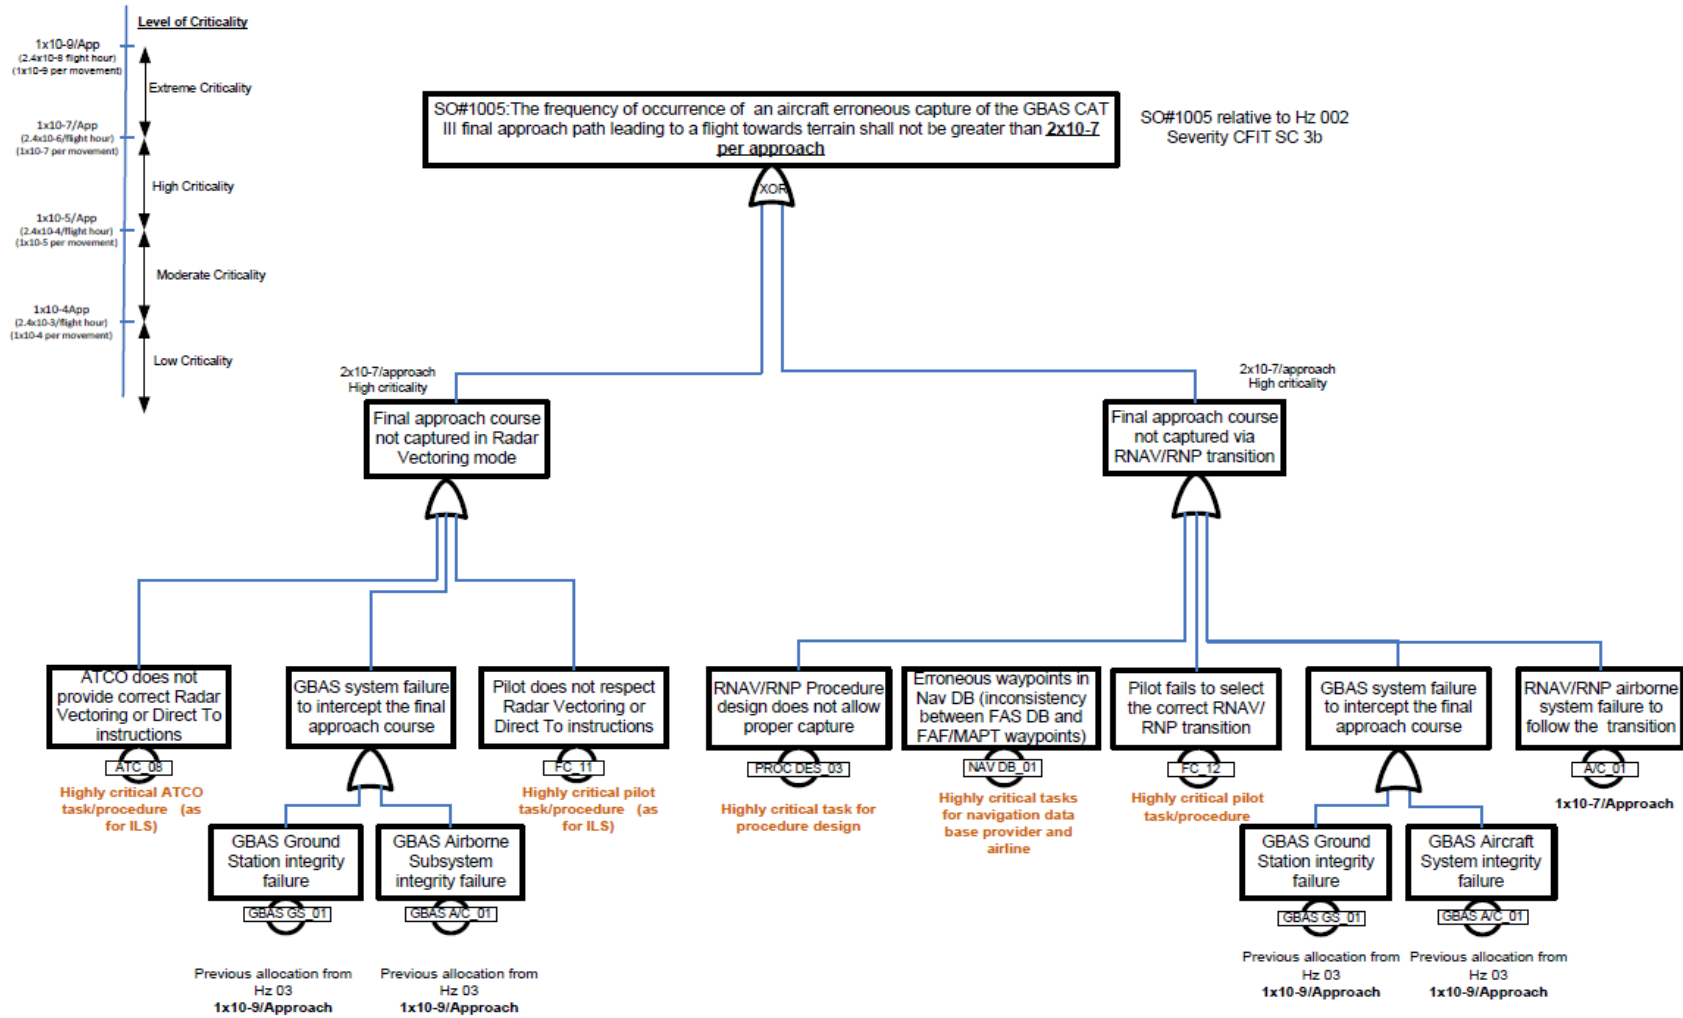 Level of Criticality
1x10-9/App
(2.4x10-8 flight hour)
(1x10-9 per movement)
Extreme Criticality
1x10-7/App
(2.4x10-6/flight hour)
(1x10-7 per movement)
High Criticality
1x10-5/App
(2.4x10-4/flight hour)
(1x10-5 per movement)
Moderate Criticality
1x10-4App
(2.4x10-3/flight hour)
(1x10-4 per movement)
Low Criticality
SO#1005:The frequency of occurrence of an aircraft erroneous capture of the GBAS CAT
III final approach path leading to a flight towards terrain shall not be greater than 2x10-7
per approach
SO#1005 relative to Hz 002
Severity CFIT SC 3b
XOR
2x10-7/approach
High criticality
Final approach course
not captured in Radar
Vectoring mode
2x10-7/approach
High criticality
Final approach course
not captured via
RNAV/RNP transition
ATCO does not
provide correct Radar
Vectoring or Direct To
instructions
ATC_08
Highly critical ATCO
task/procedure (as
for ILS)
GBAS system failure
to intercept the final
approach course
Pilot does not respect
Radar Vectoring or
Direct To instructions
FC_11
Highly critical pilot
task/procedure (as
for ILS)
GBAS Ground
Station integrity
failure
GBAS GS_01
Previous allocation from
Hz 03
1x10-9/Approach
GBAS Airborne
Subsystem
integrity failure
GBAS A/C_01
Previous allocation from
Hz 03
1x10-9/Approach
RNAV/RNP Procedure
design does not allow
proper capture
PROC DES_03
Highly critical task for
procedure design
Erroneous waypoints in
Nav DB (inconsistency
between FAS DB and
FAF/MAPT waypoints)
NAV DB_01
Highly critical tasks
for navigation data
base provider and
airline
Pilot fails to select
the correct RNAV/
RNP transition
FC_12
Highly critical pilot
task/procedure
GBAS system failure
to intercept the final
approach course
RNAV/RNP airborne
system failure to
follow the transition
A/C_01
1x10-7/Approach
GBAS Ground
Station integrity
failure
GBAS GS_01
Previous allocation from
Hz 03
1x10-9/Approach
GBAS Aircraft
System integrity
failure
GBAS A/C_01
Previous allocation from
Hz 03
1x10-9/Approach